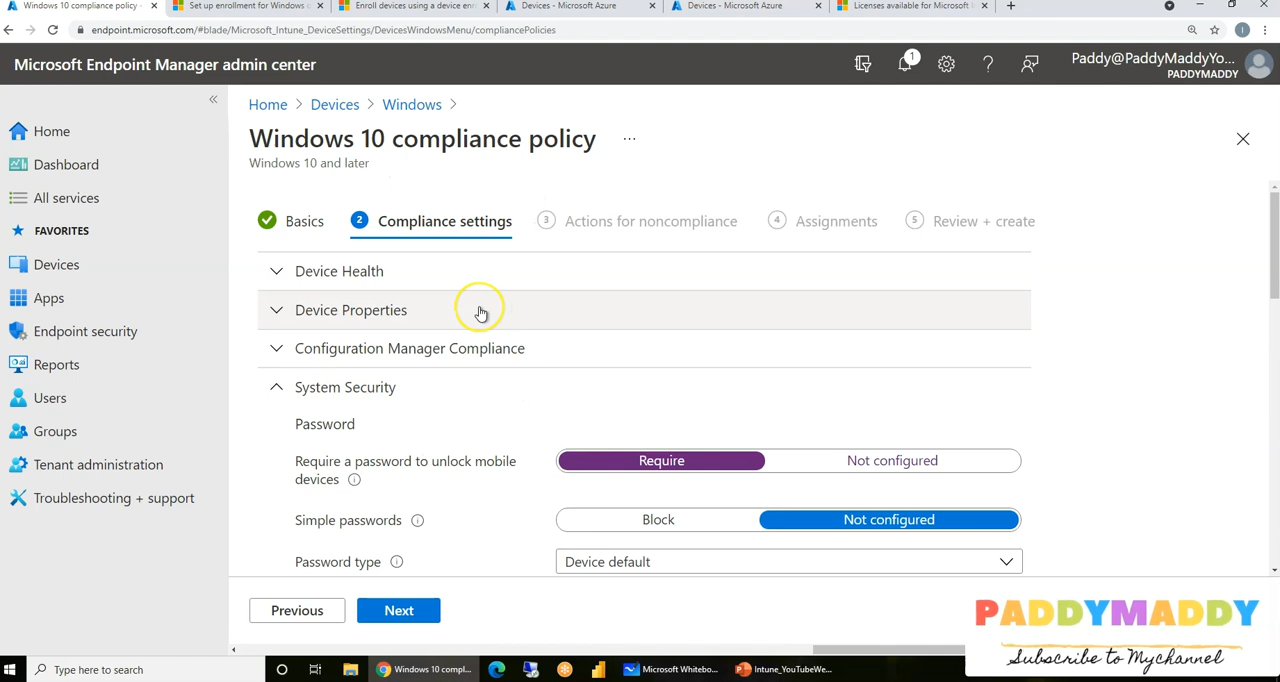 Windows 10 compliance policy -
Set up enrollment for Windows
Enroll devices using a device enr
Devices - Microsoft Azure
Devices - Microsoft Azure
Licenses available for Microsoft
endpoint.microsoft.com/#blade/Microsoft_Intune_DeviceSettings/DevicesWindowsMenu/compliancePolicies
I
Microsoft Endpoint Manager admin center
1
Paddy@PaddyMaddyYo...
PADDYMADDY
Home
Dashboard
All services
FAVORITES
Devices
Apps
Endpoint security
Reports
Users
Groups
Tenant administration
Troubleshooting + support
Home > Devices > Windows >
Windows 10 compliance policy ...
Windows 10 and later
Basics
2 Compliance settings
3 Actions for noncompliance
4 Assignments
5 Review + create
Device Health
Device Properties
Configuration Manager Compliance
System Security
Password
Require a password to unlock mobile
devices
Require
Not configured
Simple passwords
Block
Not configured
Password type
Device default
Previous
Next
PADDYMADDY
Subscribe to Mychannel
Type here to search
Windows 10 compl...
Microsoft Whitebo...
Intune_YouTubeWe...